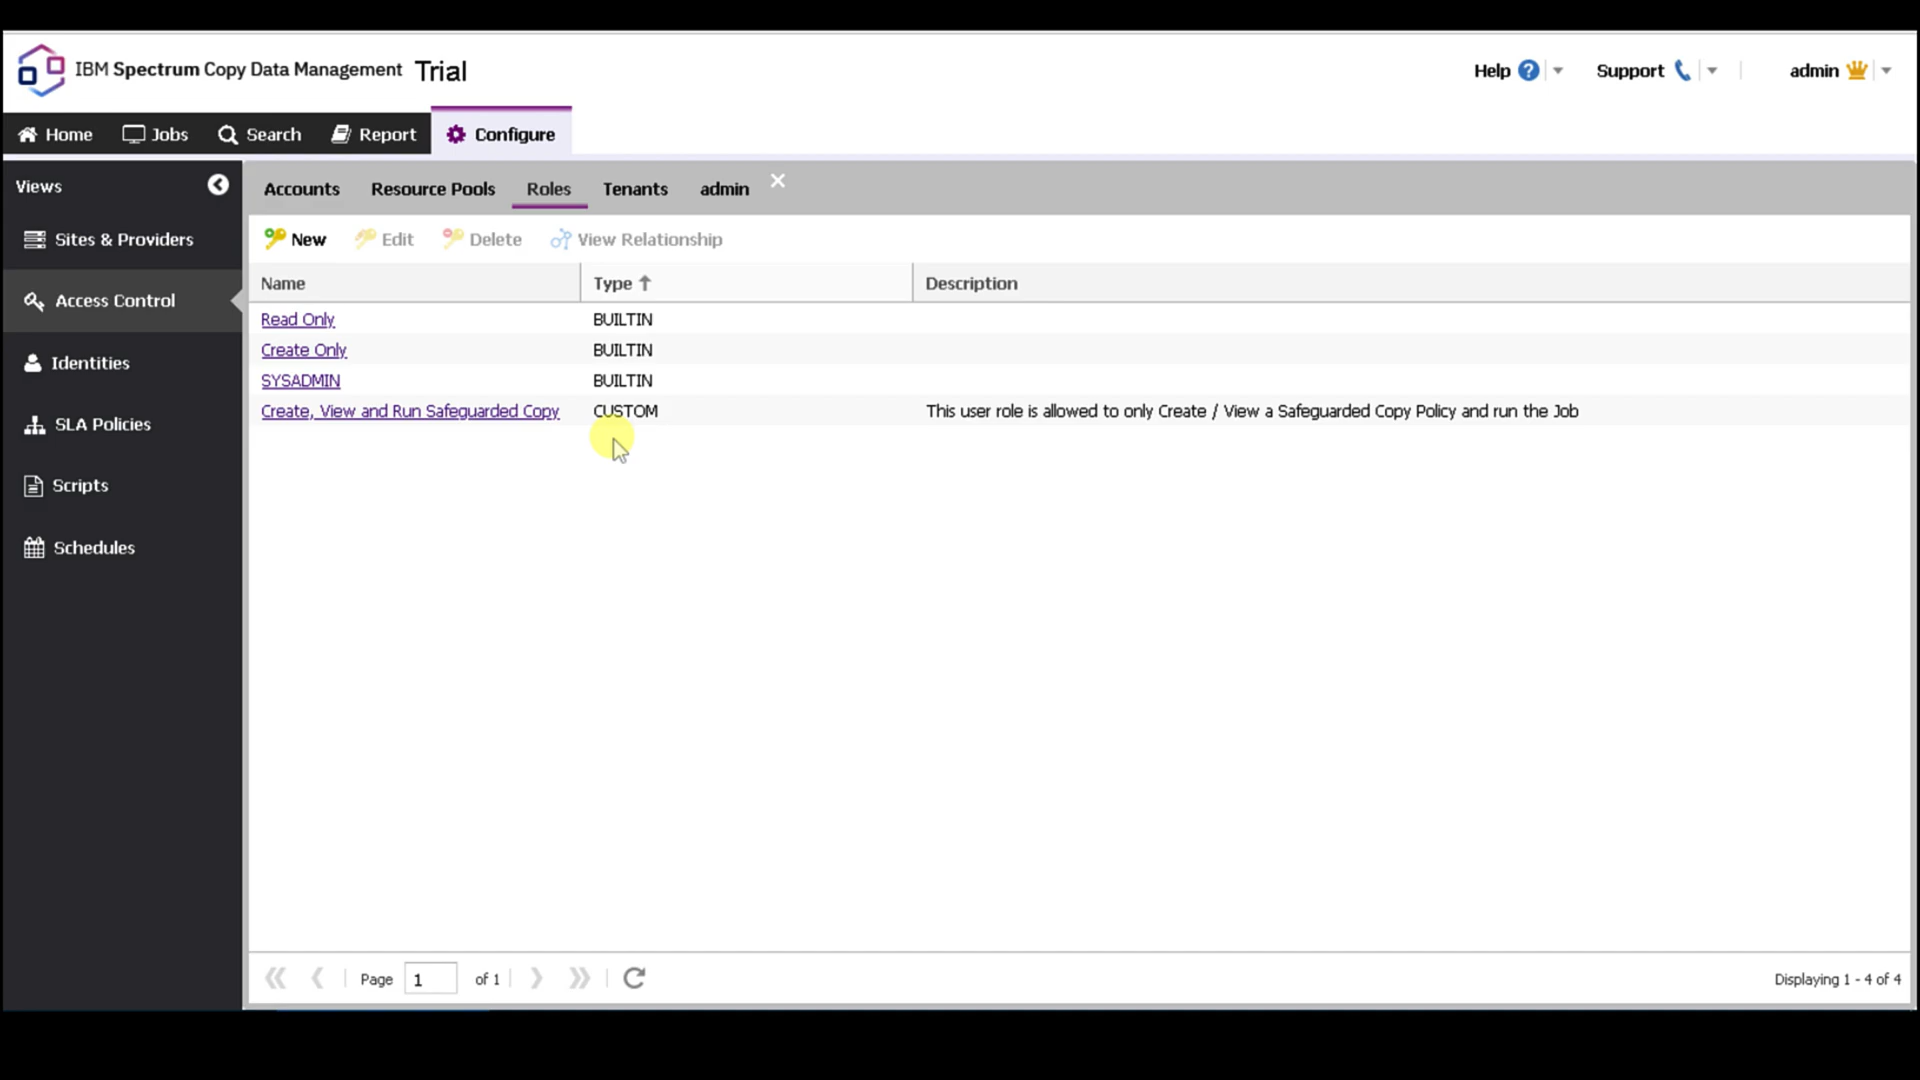 IBM Spectrum Copy Data Management Trial
Help ? Support admin
Home Jobs Search Report Configure
Views
Sites & Providers
Access Control
Identities
SLA Policies
Scripts
Schedules
Accounts Resource Pools Roles Tenants admin
New Edit Delete View Relationship
Name Type Description
Read Only BUILTIN
Create Only BUILTIN
SYSADMIN BUILTIN
Create, View and Run Safeguarded Copy CUSTOM This user role is allowed to only Create / View a Safeguarded Copy Policy and run the Job
Page 1 of 1 Displaying 1 - 4 of 4